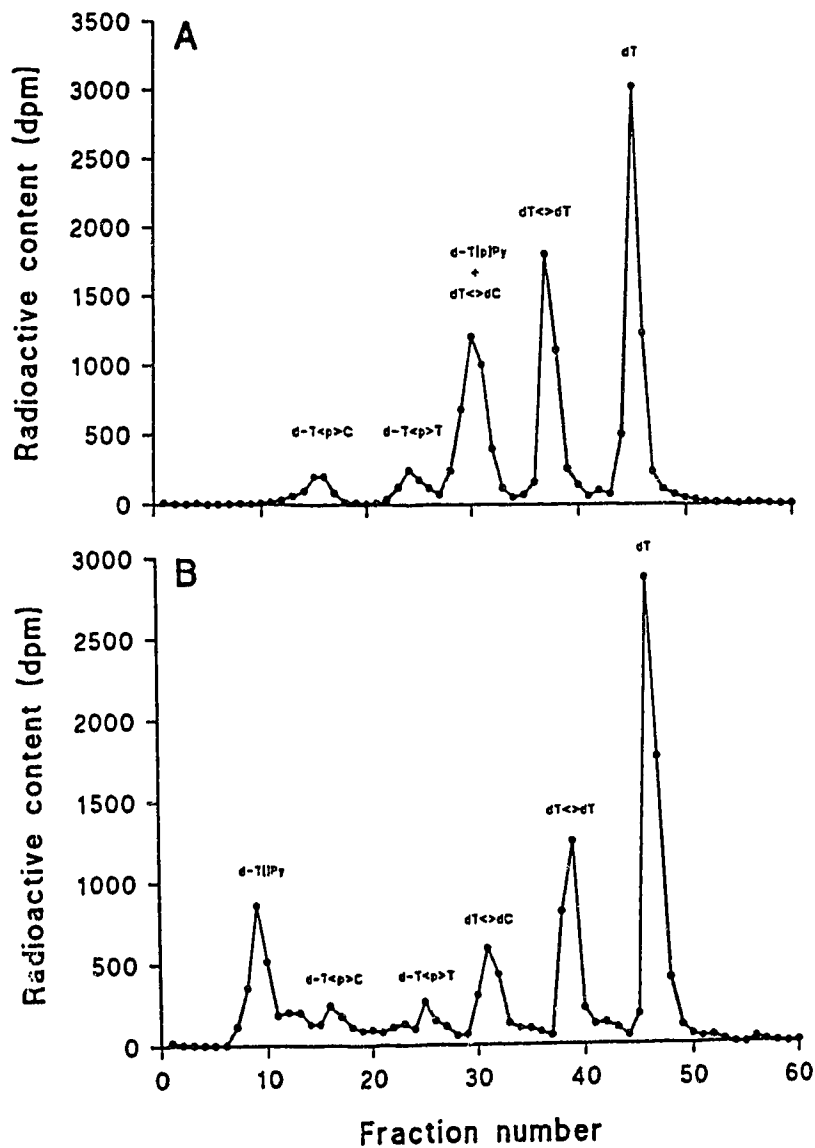 A
Radioactive content (dpm)
3500
3000
2500
2000
1500
1000
500
0
d-T<p>C
d-T<p>T
d-T[p]Py
+
dT<>dC
dT<>dT
dT
B
Radioactive content (dpm)
3000
2500
2000
1500
1000
500
0
d-T[]Py
d-T<p>C
d-T<p>T
dT<>dC
dT<>dT
dT
0
10
20
30
40
50
60
Fraction number